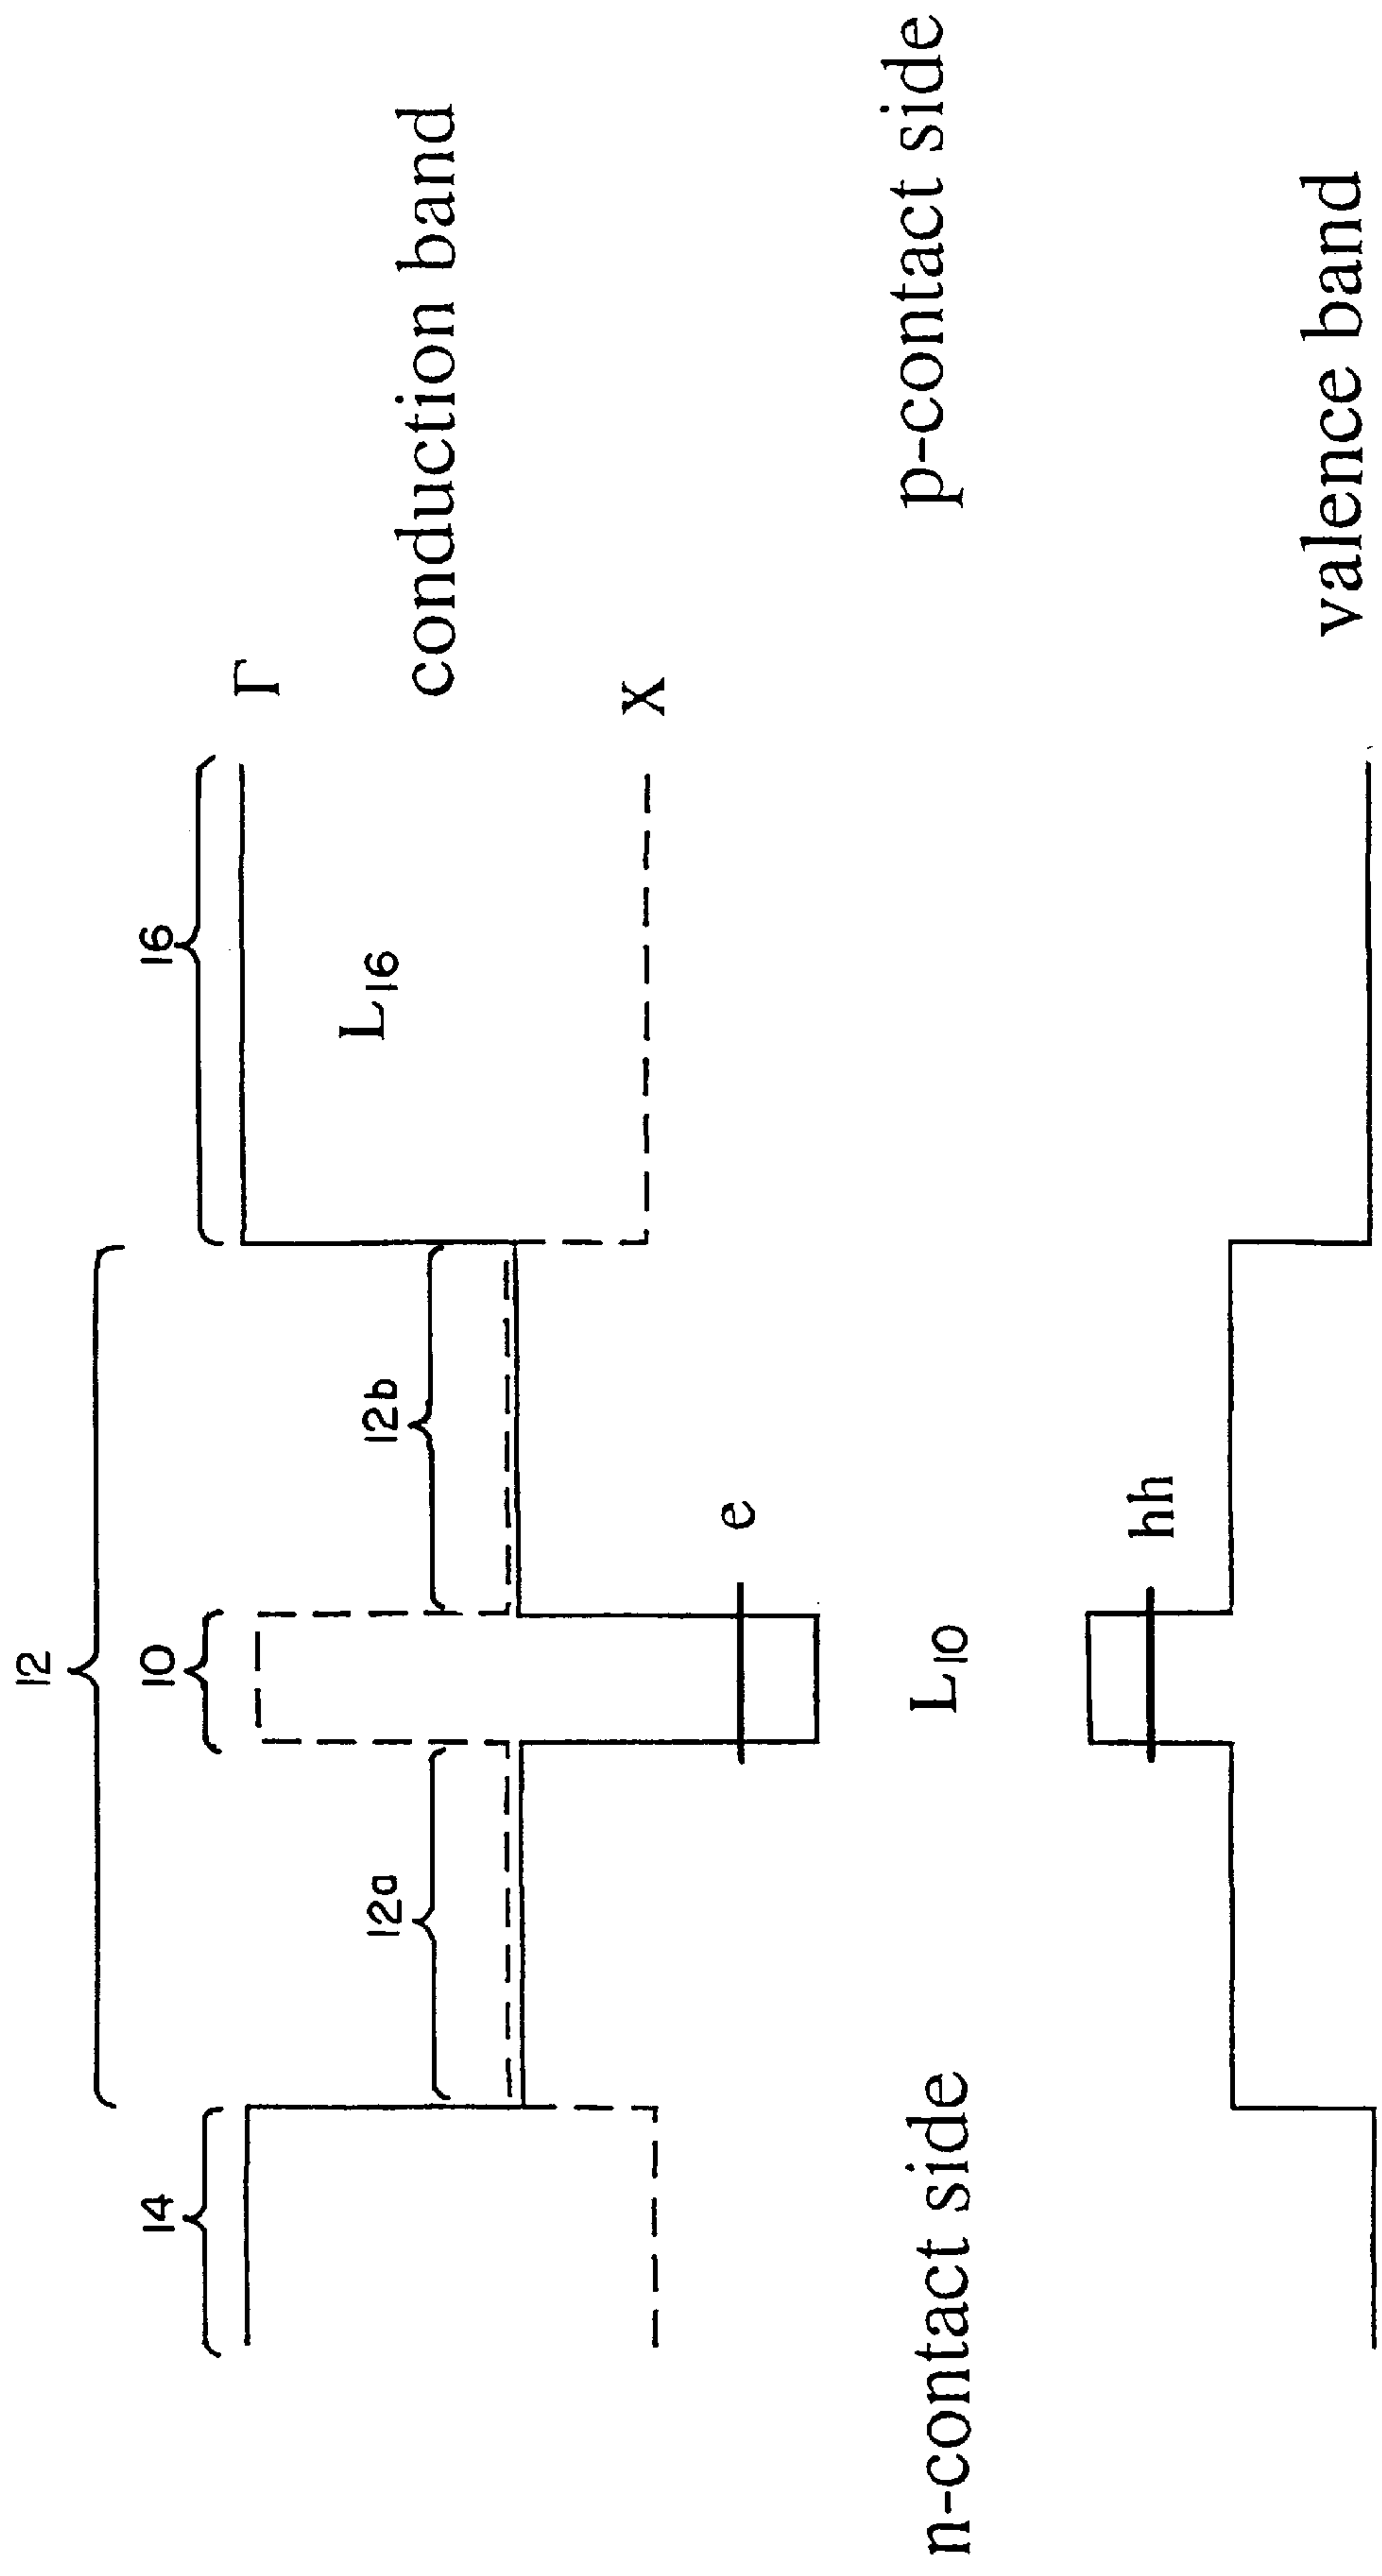 12
14
10
16
12a
12b
L16
Γ
conduction band
X
e
n-contact side
L10
p-contact side
hh
valence band